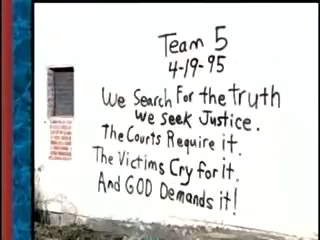 Team 5
4-19-95
We Search For the truth
We seek Justice.
the Courts Require it.
The Victims Cry for it.
And GOD Demands it!